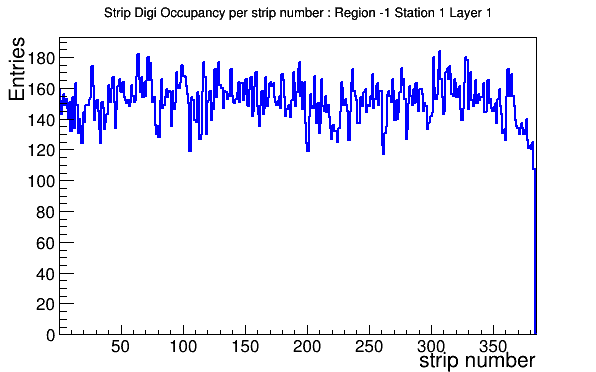 Strip Digi Occupancy per strip number : Region -1 Station 1 Layer 1
Entries
180
160
140
120
100
80
60
40
20
0
50 100 150 200 250 300 350
strip number